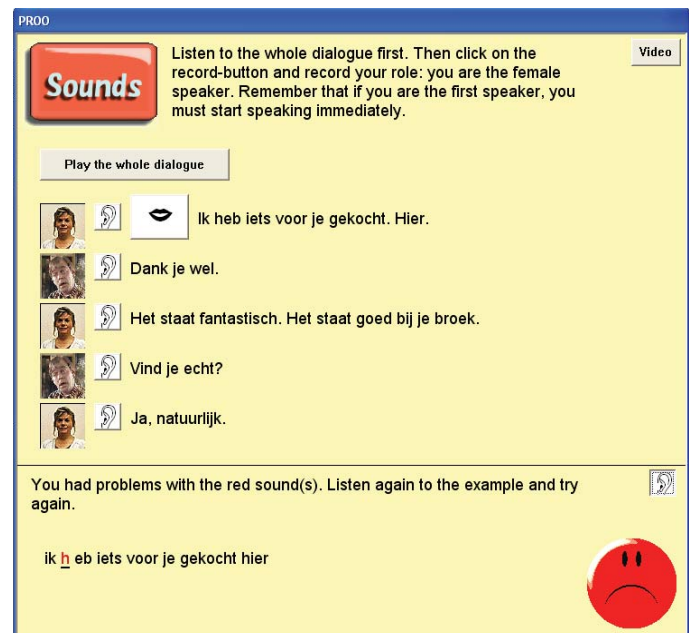 PROO
Sounds
Listen to the whole dialogue first. Then click on the
record-button and record your role: you are the female
speaker. Remember that if you are the first speaker, you
must start speaking immediately.
Video
Play the whole dialogue
Ik heb iets voor je gekocht. Hier.
Dank je wel.
Het staat fantastisch. Het staat goed bij je broek.
Vind je echt?
Ja, natuurlijk.
You had problems with the red sound(s). Listen again to the example and try
again.
ik h eb iets voor je gekocht hier